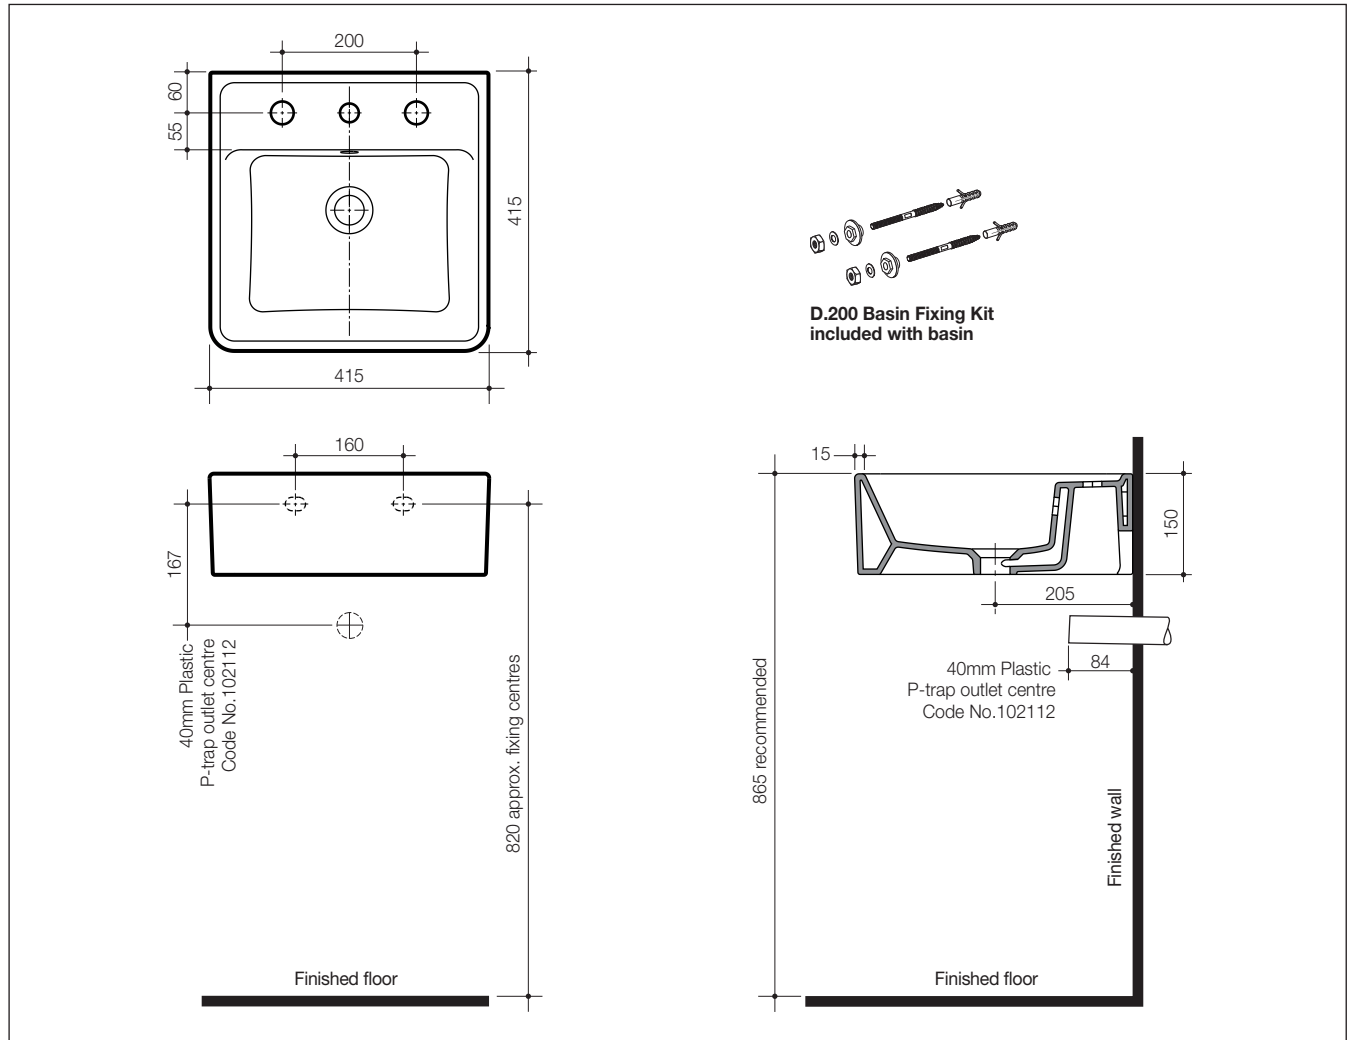 200
60
55
415
415
D.200 Basin Fixing Kit
included with basin
160
167
40mm Plastic
P-trap outlet centre
Code No.102112
820 approx. fixing centres
Finished floor
15
150
205
84
40mm Plastic
P-trap outlet centre
Code No.102112
865 recommended
Finished wall
Finished floor